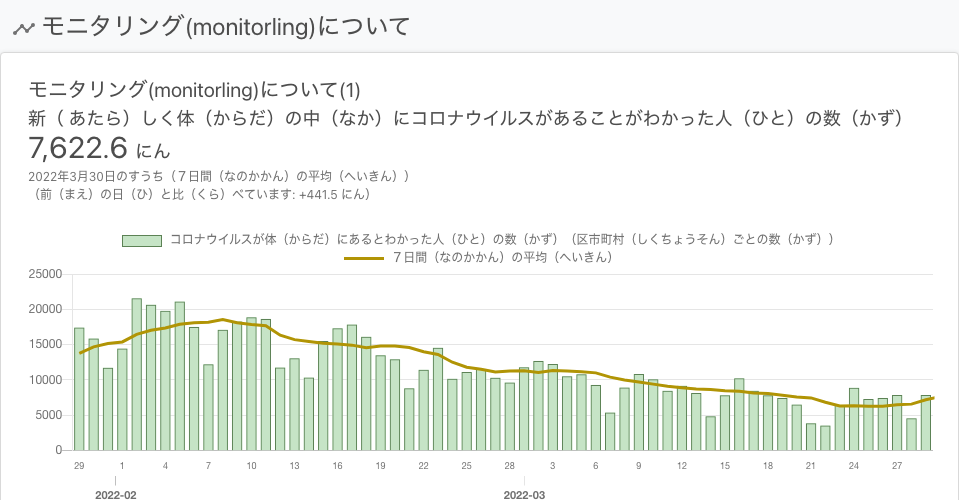 モニタリング(monitorling)について
モニタリング(monitorling)について(1)
新（ あたら）しく体（からだ）の中（なか）にコロナウイルスがあることがわかった人（ひと）の数（かず）
7,622.6 にん
2022年3月30日のすうち（７日間（なのかかん）の平均（へいきん））
（前（まえ）の日（ひ）と比（くら）べています: +441.5 にん）
コロナウイルスが体（からだ）にあるとわかった人（ひと）の数（かず）（区市町村（しくちょうそん）ごとの数（かず））
７日間（なのかかん）の平均（へいきん）
25000
20000
15000
10000
5000
0
29 1 4 7 10 13 16 19 22 25 28 3 6 9 12 15 18 21 24 27
2022-02 2022-03